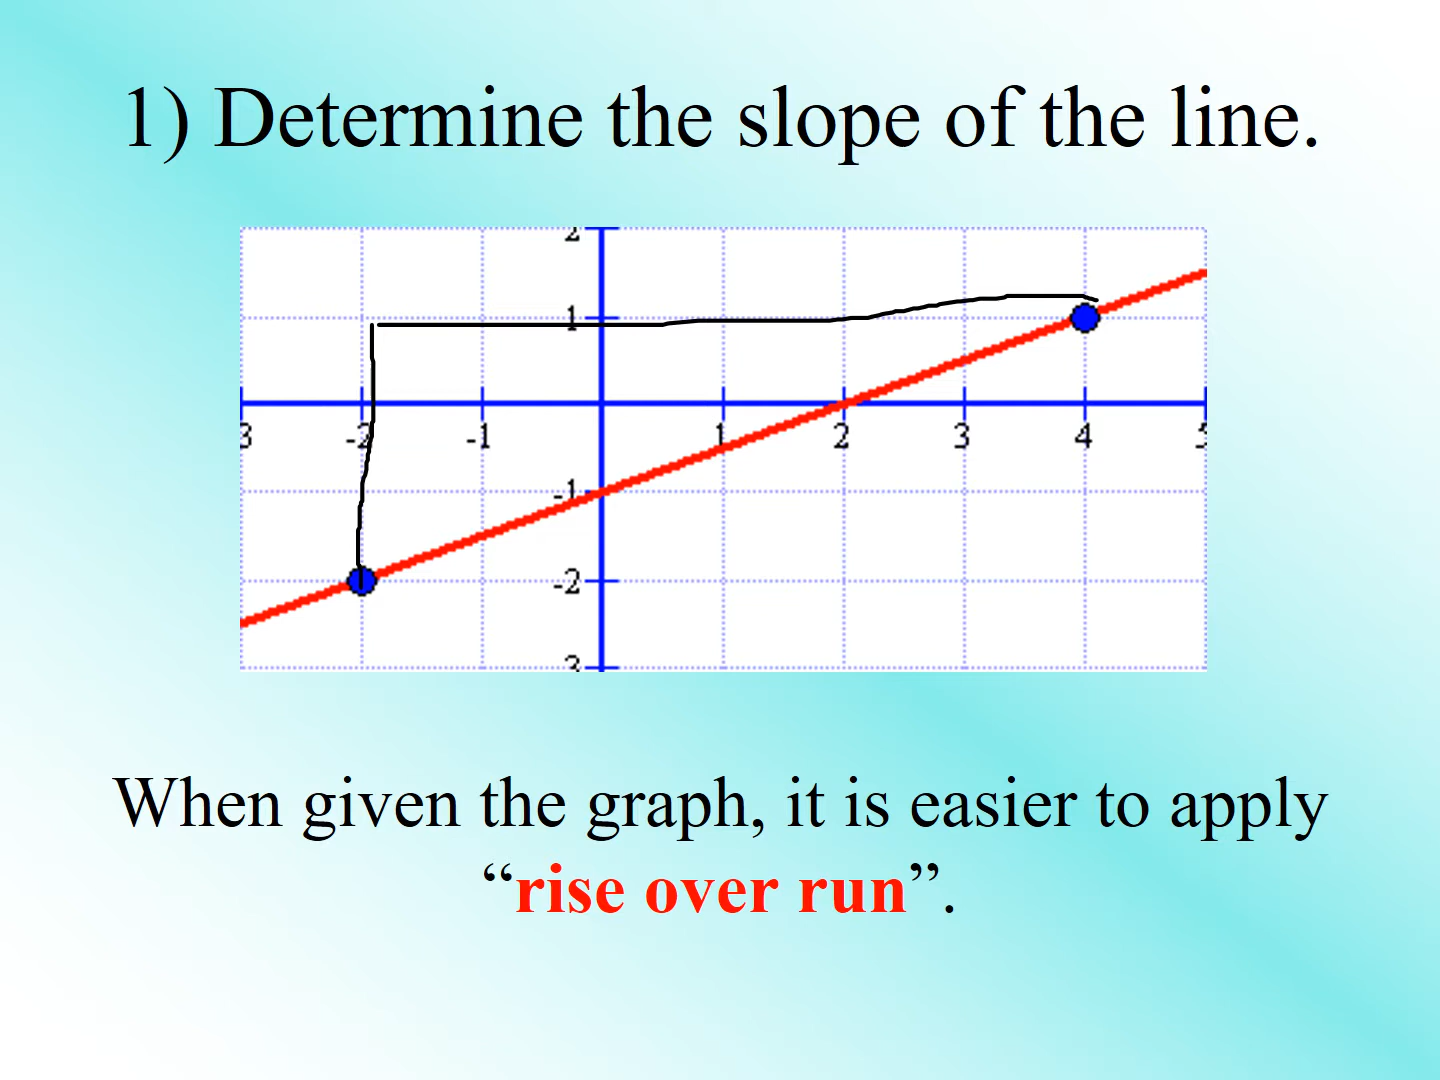 1) Determine the slope of the line.
2
1
3 -2 -1 1 2 3 4 5
-1
-2
3
When given the graph, it is easier to apply
“rise over run”.